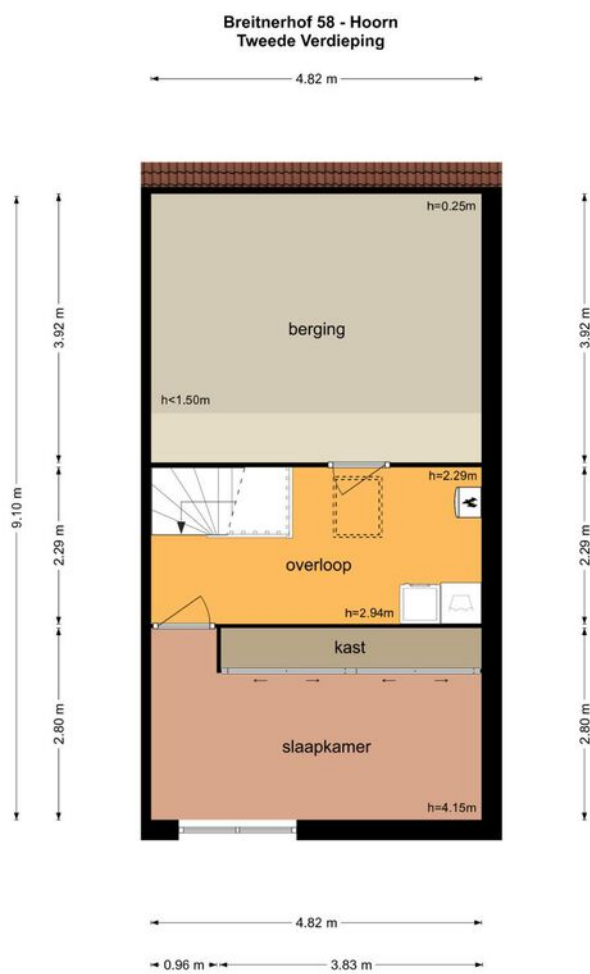 Breitnerhof 58 - Hoorn
Tweede Verdieping
4.82 m
h=0.25m
3.92 m
3.92 m
berging
h<1.50m
9.10 m
h=2.29m
2.29 m
2.29 m
overloop
h=2.94m
kast
2.80 m
2.80 m
slaapkamer
h=4.15m
4.82 m
0.96 m
3.83 m